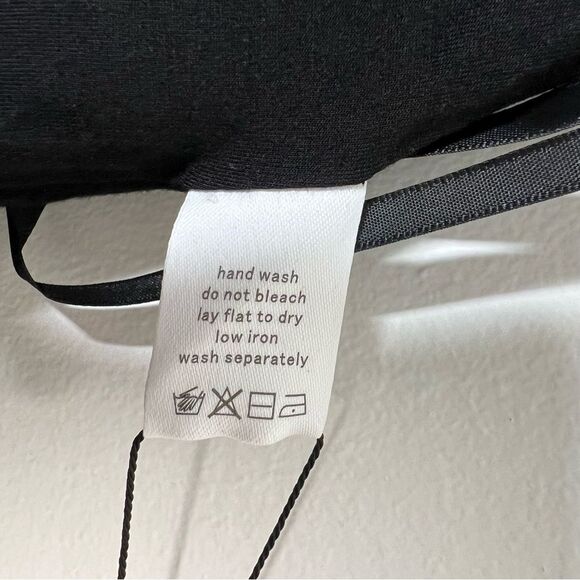 hand wash
do not bleach
lay flat to dry
low iron
wash separately